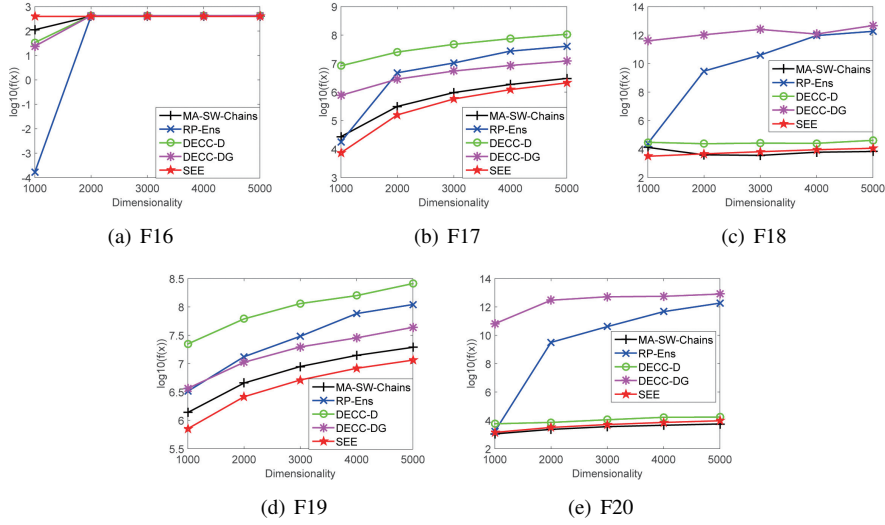 3
2
1
0
-1
-2
-3
-4
log10(f(x))
MA-SW-Chains
RP-Ens
DECC-D
DECC-DG
SEE
1000 2000 3000 4000 5000
Dimensionality
(a) F16
9
8
7
6
5
4
3
log10(f(x))
MA-SW-Chains
RP-Ens
DECC-D
DECC-DG
SEE
1000 2000 3000 4000 5000
Dimensionality
(b) F17
14
12
10
8
6
4
2
log10(f(x))
MA-SW-Chains
RP-Ens
DECC-D
DECC-DG
SEE
1000 2000 3000 4000 5000
Dimensionality
(c) F18
8.5
8
7.5
7
6.5
6
5.5
log10(f(x))
MA-SW-Chains
RP-Ens
DECC-D
DECC-DG
SEE
1000 2000 3000 4000 5000
Dimensionality
(d) F19
14
12
10
8
6
4
2
log10(f(x))
MA-SW-Chains
RP-Ens
DECC-D
DECC-DG
SEE
1000 2000 3000 4000 5000
Dimensionality
(e) F20